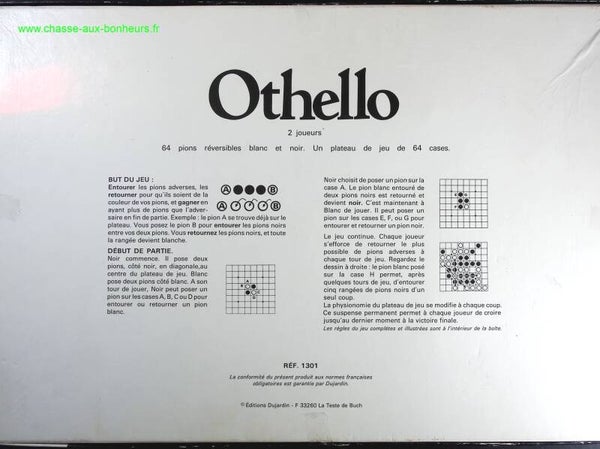 www.chasse-aux-bonheurs.fr
Othello
2 joueurs
64 pions réversibles blanc et noir. Un plateau de jeu de 64 cases.
BUT DU JEU :
Entourer les pions adverses, les
retourner pour qu'ils soient de la
couleur de vos pions, et gagner en
ayant plus de pions que l'adver-
saire en fin de partie. Exemple : le pion A se trouve déjà sur le
plateau. Vous posez le pion B pour entourer les pions noirs
entre vos deux pions. Vous retournez les pions noirs, et toute
la rangée devient blanche.
A B
A B
DÉBUT DE PARTIE.
Noir commence. Il pose deux
pions, côté noir, en diagonale,au
centre du plateau de jeu. Blanc
pose deux pions côté blanc. A son
tour de jouer, Noir peut poser un
pion sur les cases A, B, C ou D pour
entourer ou retourner un pion
blanc.
Noir choisit de poser un pion sur la
case A. Le pion blanc entouré de
deux pions noirs est retourné et
devient noir. C'est maintenant à
Blanc de jouer. Il peut poser un
pion sur les cases E, F, ou G pour
entourer et retourner un pion noir.
Le jeu continue. Chaque joueur
s'efforce de retourner le plus
possible de pions adverses à
chaque tour de jeu. Regardez le
dessin à droite : le pion blanc posé
sur la case H permet, après
quelques tours de jeu, d'entourer
cinq rangées de pions noirs d'un
seul coup.
La physionomie du plateau de jeu se modifie à chaque coup.
Ce suspense permanent permet à chaque joueur de croire
jusqu'au dernier moment à la victoire finale.
Les règles du jeu complètes et illustrées sont à l'intérieur de la boîte.
RÉF. 1301
La conformité du présent produit aux normes françaises
obligatoires est garantie par Dujardin.
© Éditions Dujardin - F 33260 La Teste de Buch